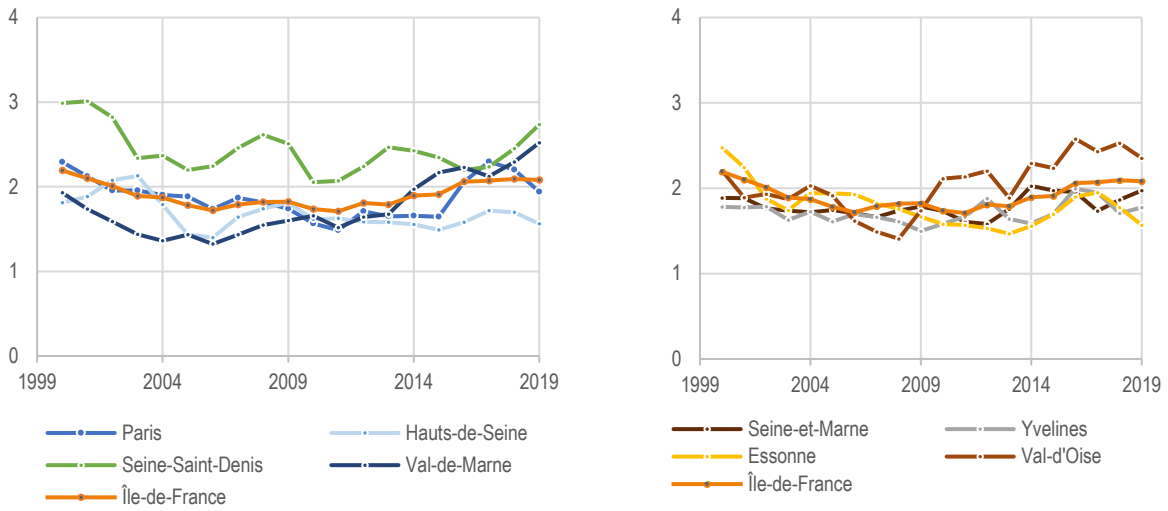 4
3
2
1
0
1999 2004 2009 2014 2019
Paris Hauts-de-Seine
Seine-Saint-Denis Val-de-Marne
Île-de-France
4
3
2
1
0
1999 2004 2009 2014 2019
Seine-et-Marne Yvelines
Essonne Val-d'Oise
Île-de-France